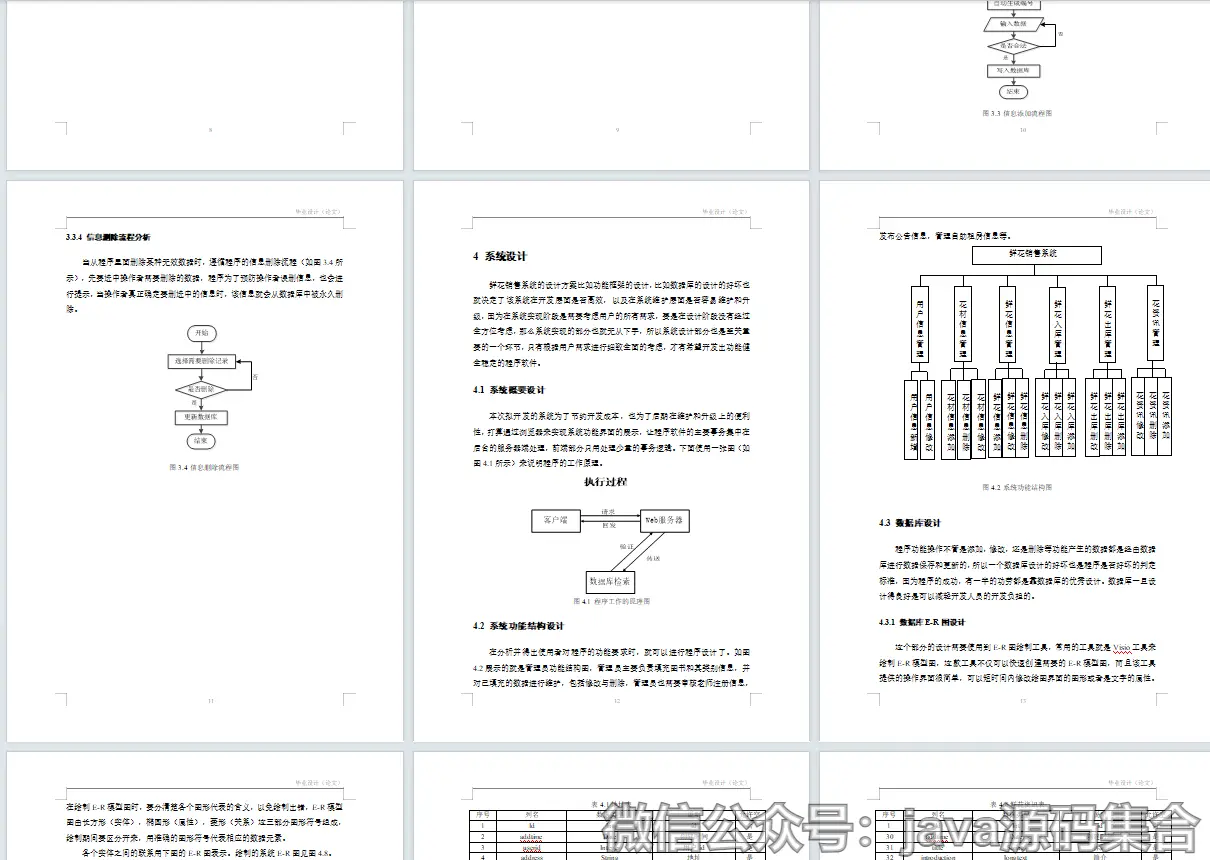 8
9
自动生成编号
输入数据
否
是否合法
是
写入数据库
结束
图 3.3 信息添加流程图
10
毕业设计（论文）
3.3.4 信息删除流程分析
当从程序里面删除某种无效数据时，遵循程序的信息删除流程（如图 3.4 所
示），先要选中操作者需要删除的数据，程序为了预防操作者误删信息，也会进
行提示，当操作者真正确定要删选中的信息时，该信息就会从数据库中被永久删
除。
开始
选择需要删除记录
否
是否删除
是
更新数据库
结束
图 3.4 信息删除流程图
11
毕业设计（论文）
4 系统设计
鲜花销售系统的设计方案比如功能框架的设计，比如数据库的设计的好坏也
就决定了该系统在开发层面是否高效，以及在系统维护层面是否容易维护和升
级，因为在系统实现阶段是需要考虑用户的所有需求，要是在设计阶段没有经过
全方位考虑，那么系统实现的部分也就无从下手，所以系统设计部分也是至关重
要的一个环节，只有根据用户需求进行细致全面的考虑，才有希望开发出功能健
全稳定的程序软件。
4.1 系统概要设计
本次拟开发的系统为了节约开发成本，也为了后期在维护和升级上的便利
性，打算通过浏览器来实现系统功能界面的展示，让程序软件的主要事务集中在
后台的服务器端处理，前端部分只用处理少量的事务逻辑。下面使用一张图（如
图 4.1 所示）来说明程序的工作原理。
执行过程
客户端
请求
回发
Web服务器
验证
传送
数据库检索
图 4.1 程序工作的原理图
4.2 系统功能结构设计
在分析并得出使用者对程序的功能要求时，就可以进行程序设计了。如图
4.2 展示的就是管理员功能结构图，管理员主要负责填充图书和其类别信息，并
对已填充的数据进行维护，包括修改与删除，管理员也需要审核老师注册信息，
12
毕业设计（论文）
发布公告信息，管理自助租房信息等。
鲜花销售系统
用户信息管理
花材信息管理
鲜花信息管理
鲜花入库管理
鲜花出库管理
花资讯管理
用户信息新增
用户信息修改
花材信息添加
花材信息删除
花材信息修改
鲜花信息添加
鲜花信息修改
鲜花信息删除
鲜花入库修改
鲜花入库删除
鲜花入库添加
鲜花出库删改
鲜花出库删除
鲜花出库添加
花资讯修改
花资讯删除
花资讯添加
图 4.2 系统功能结构图
4.3 数据库设计
程序功能操作不管是添加，修改，还是删除等功能产生的数据都是经由数据
库进行数据保存和更新的，所以一个数据库设计的好坏也是程序是否好坏的判定
标准，因为程序的成功，有一半的功劳都是靠数据库的优秀设计。数据库一旦设
计得良好是可以减轻开发人员的开发负担的。
4.3.1 数据库 E-R 图设计
这个部分的设计需要使用到 E-R 图绘制工具，常用的工具就是 Visio 工具来
绘制 E-R 模型图，这款工具不仅可以快速创建需要的 E-R 模型图，而且该工具
提供的操作界面很简单，可以短时间内修改绘图界面的图形或者是文字的属性。
13
毕业设计（论文）
在绘制 E-R 模型图时，要分清楚各个图形代表的含义，以免绘制出错，E-R 模型
图由长方形（实体），椭圆形（属性），菱形（关系）这三部分图形符号组成，
绘制期间要区分开来，用准确的图形符号代表相应的数据元素。
各个实体之间的联系用下面的 E-R 图表示。绘制的系统 E-R 图见图 4.8。
毕业设计（论文）
序号 列名
1 Id
2 addtime
3
4 address String 地址 是
毕业设计（论文）
序号 列名
1
30
31
32 introduction longtext 简介 是
微信公众号：java源码集合